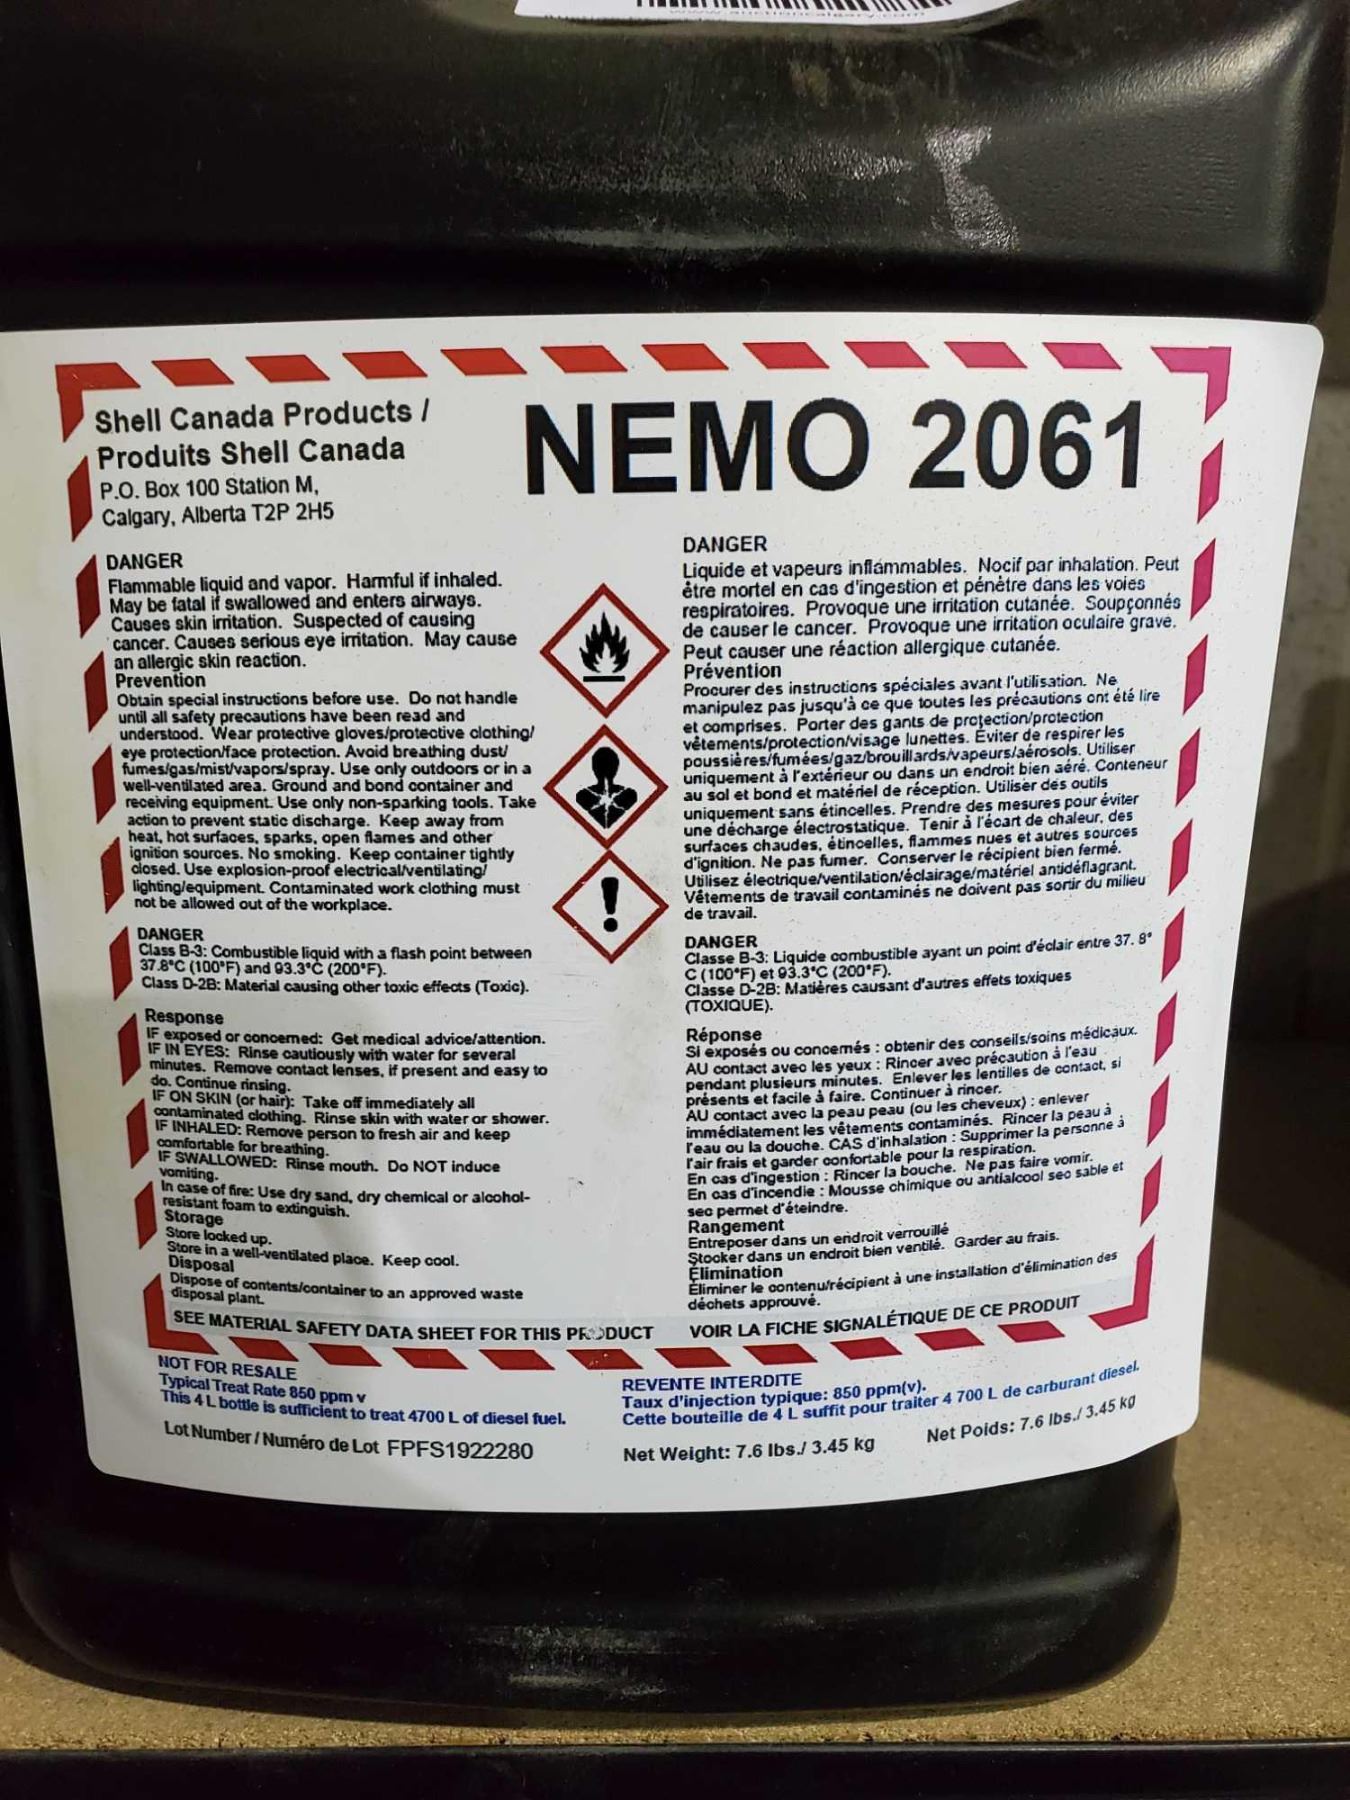 www.auctioncalgary.com
Shell Canada Products /
Produits Shell Canada
P.O. Box 100 Station M,
Calgary, Alberta T2P 2H5
NEMO 2061
DANGER
Flammable liquid and vapor. Harmful if inhaled.
May be fatal if swallowed and enters airways.
Causes skin irritation. Suspected of causing
cancer. Causes serious eye irritation. May cause
an allergic skin reaction.
Prevention
Obtain special instructions before use. Do not handle
until all safety precautions have been read and
understood. Wear protective gloves/protective clothing/
eye protection/face protection. Avoid breathing dust/
fumes/gas/mist/vapors/spray. Use only outdoors or in a
well-ventilated area. Ground and bond container and
receiving equipment. Use only non-sparking tools. Take
action to prevent static discharge. Keep away from
heat, hot surfaces, sparks, open flames and other
ignition sources. No smoking. Keep container tightly
closed. Use explosion-proof electrical/ventilating/
lighting/equipment. Contaminated work clothing must
not be allowed out of the workplace.
DANGER
Class B-3: Combustible liquid with a flash point between
37.8°C (100°F) and 93.3°C (200°F).
Class D-2B: Material causing other toxic effects (Toxic).
Response
IF exposed or concerned: Get medical advice/attention.
IF IN EYES: Rinse cautiously with water for several
minutes. Remove contact lenses, if present and easy to
do. Continue rinsing.
IF ON SKIN (or hair): Take off immediately all
contaminated clothing. Rinse skin with water or shower.
IF INHALED: Remove person to fresh air and keep
comfortable for breathing.
IF SWALLOWED: Rinse mouth. Do NOT induce
vomiting.
In case of fire: Use dry sand, dry chemical or alcohol-
resistant foam to extinguish.
Storage
Store locked up.
Store in a well-ventilated place. Keep cool.
Disposal
Dispose of contents/container to an approved waste
disposal plant.
SEE MATERIAL SAFETY DATA SHEET FOR THIS PRODUCT
DANGER
Liquide et vapeurs inflammables. Nocif par inhalation. Peut
être mortel en cas d'ingestion et pénètre dans les voies
respiratoires. Provoque une irritation cutanée. Soupçonnés
de causer le cancer. Provoque une irritation oculaire grave.
Peut causer une réaction allergique cutanée.
Prévention
Procurer des instructions spéciales avant l'utilisation. Ne
manipulez pas jusqu'à ce que toutes les précautions ont été lire
et comprises. Porter des gants de protection/protection
vêtements/protection/visage lunettes. Éviter de respirer les
poussières/fumées/gaz/brouillards/vapeurs/aérosols. Utiliser
uniquement à l'extérieur ou dans un endroit bien aéré. Conteneur
au sol et bond et matériel de réception. Utiliser des outils
uniquement sans étincelles. Prendre des mesures pour éviter
une décharge électrostatique. Tenir à l'écart de chaleur, des
surfaces chaudes, étincelles, flammes nues et autres sources
d'ignition. Ne pas fumer. Conserver le récipient bien fermé.
Utilisez électrique/ventilation/éclairage/matériel antidéflagrant.
Vêtements de travail contaminés ne doivent pas sortir du milieu
de travail.
DANGER
Classe B-3: Liquide combustible ayant un point d'éclair entre 37. 8°
C (100°F) et 93.3°C (200°F).
Classe D-2B: Matières causant d'autres effets toxiques
(TOXIQUE).
Réponse
Si exposés ou concernés : obtenir des conseils/soins médicaux.
AU contact avec les yeux : Rincer avec précaution à l'eau
pendant plusieurs minutes. Enlever les lentilles de contact, si
présents et facile à faire. Continuer à rincer.
AU contact avec la peau peau (ou les cheveux) : enlever
immédiatement les vêtements contaminés. Rincer la peau à
l'eau ou la douche. CAS d'inhalation : Supprimer la personne à
l'air frais et garder confortable pour la respiration.
En cas d'ingestion : Rincer la bouche. Ne pas faire vomir.
En cas d'incendie : Mousse chimique ou antialcool sec sable et
sec permet d'éteindre.
Rangement
Entreposer dans un endroit verrouillé
Stocker dans un endroit bien ventilé. Garder au frais.
Élimination
Éliminer le contenu/récipient à une installation d'élimination des
déchets approuvé.
VOIR LA FICHE SIGNALÉTIQUE DE CE PRODUIT
NOT FOR RESALE
Typical Treat Rate 850 ppm v
This 4 L bottle is sufficient to treat 4700 L of diesel fuel.
Lot Number / Numéro de Lot FPFS1922280
REVENTE INTERDITE
Taux d'injection typique: 850 ppm(v).
Cette bouteille de 4 L suffit pour traiter 4 700 L de carburant diesel.
Net Weight: 7.6 lbs./ 3.45 kg
Net Poids: 7.6 lbs./ 3.45 kg